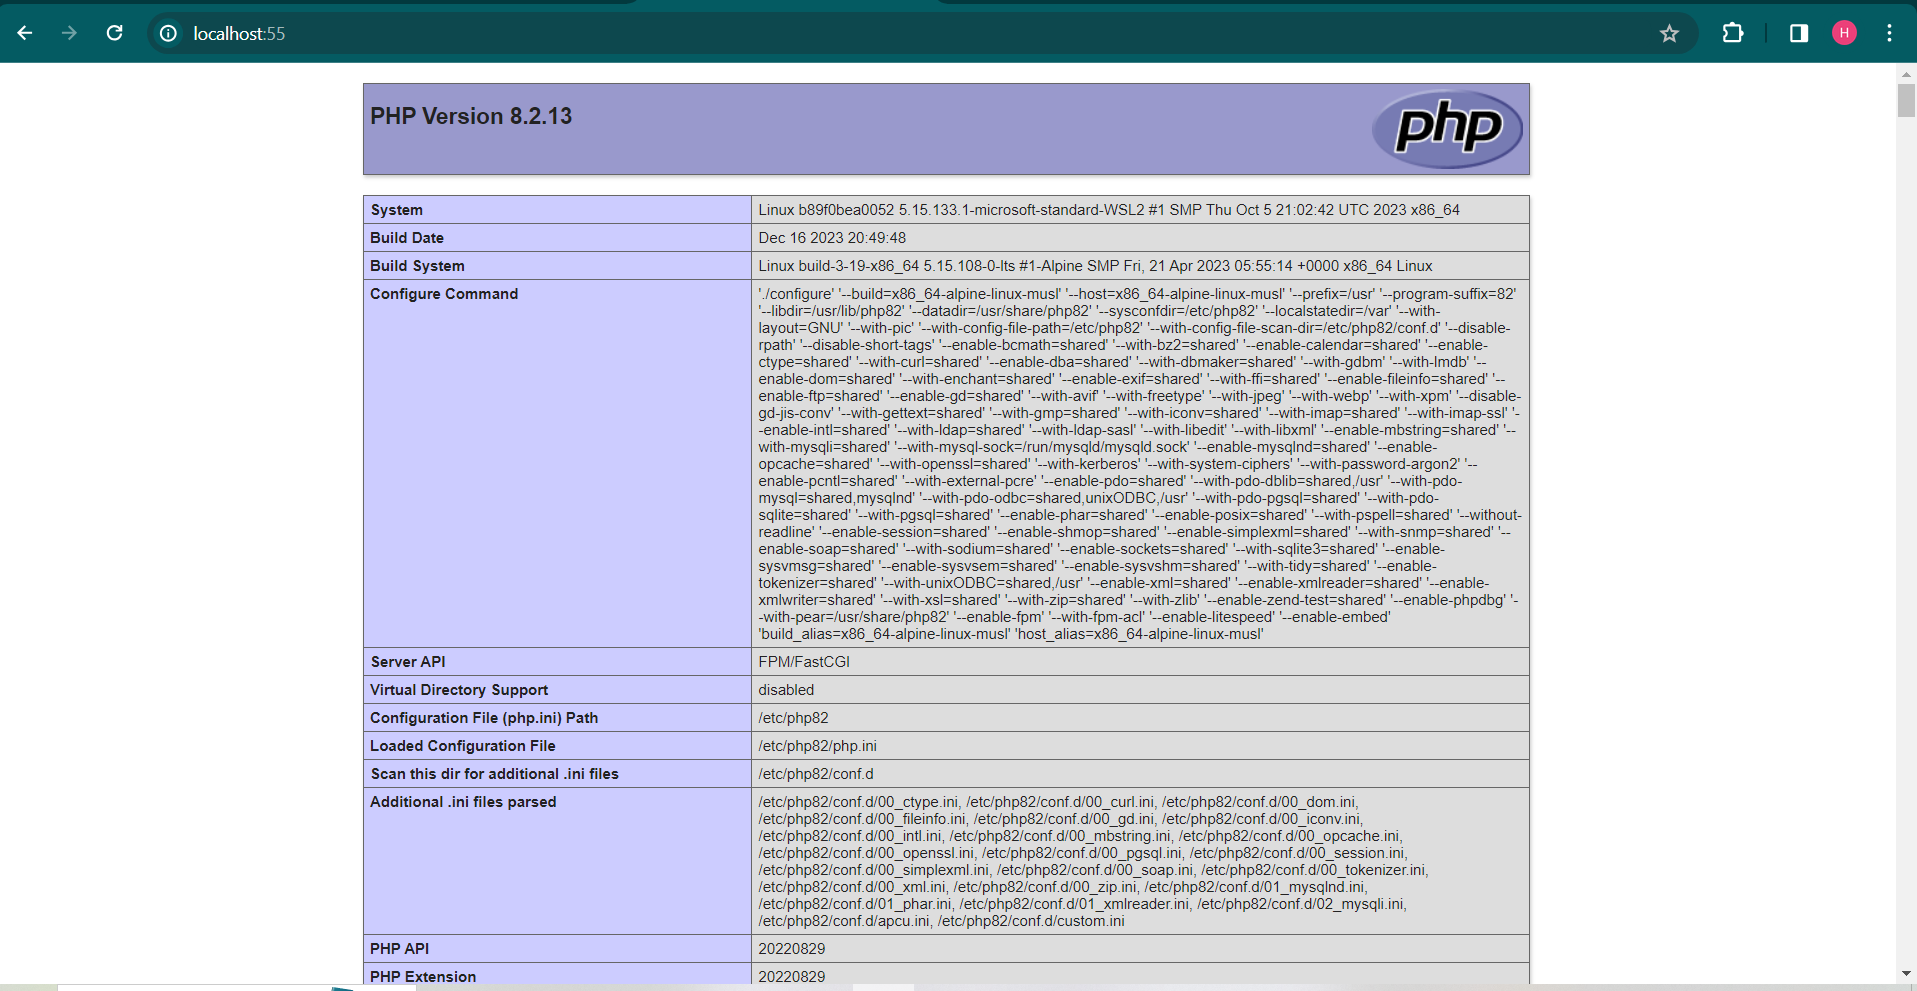 localhost:55
H
PHP Version 8.2.13
php
System
Linux b89f0bea0052 5.15.133.1-microsoft-standard-WSL2 #1 SMP Thu Oct 5 21:02:42 UTC 2023 x86_64
Build Date
Dec 16 2023 20:49:48
Build System
Linux build-3-19-x86_64 5.15.108-0-lts #1-Alpine SMP Fri, 21 Apr 2023 05:55:14 +0000 x86_64 Linux
Configure Command
'./configure' '--build=x86_64-alpine-linux-musl' '--host=x86_64-alpine-linux-musl' '--prefix=/usr' '--program-suffix=82'
'--libdir=/usr/lib/php82' '--datadir=/usr/share/php82' '--sysconfdir=/etc/php82' '--localstatedir=/var' '--with-
layout=GNU' '--with-pic' '--with-config-file-path=/etc/php82' '--with-config-file-scan-dir=/etc/php82/conf.d' '--disable-
rpath' '--disable-short-tags' '--enable-bcmath=shared' '--with-bz2=shared' '--enable-calendar=shared' '--enable-
ctype=shared' '--with-curl=shared' '--enable-dba=shared' '--with-dbmaker=shared' '--with-gdbm' '--with-lmdb' '--
enable-dom=shared' '--with-enchant=shared' '--enable-exif=shared' '--with-ffi=shared' '--enable-fileinfo=shared' '--
enable-ftp=shared' '--enable-gd=shared' '--with-avif' '--with-freetype' '--with-jpeg' '--with-webp' '--with-xpm' '--disable-
gd-jis-conv' '--with-gettext=shared' '--with-gmp=shared' '--with-iconv=shared' '--with-imap=shared' '--with-imap-ssl' '-
-enable-intl=shared' '--with-ldap=shared' '--with-ldap-sasl' '--with-libedit' '--with-libxml' '--enable-mbstring=shared' '--
with-mysqli=shared' '--with-mysql-sock=/run/mysqld/mysqld.sock' '--enable-mysqlnd=shared' '--enable-
opcache=shared' '--with-openssl=shared' '--with-kerberos' '--with-system-ciphers' '--with-password-argon2' '--
enable-pcntl=shared' '--with-external-pcre' '--enable-pdo=shared' '--with-pdo-dblib=shared,/usr' '--with-pdo-
mysql=shared,mysqlnd' '--with-pdo-odbc=shared,unixODBC,/usr' '--with-pdo-pgsql=shared' '--with-pdo-
sqlite=shared' '--with-pgsql=shared' '--enable-phar=shared' '--enable-posix=shared' '--with-pspell=shared' '--without-
readline' '--enable-session=shared' '--enable-shmop=shared' '--enable-simplexml=shared' '--with-snmp=shared' '--
enable-soap=shared' '--with-sodium=shared' '--enable-sockets=shared' '--with-sqlite3=shared' '--enable-
sysvmsg=shared' '--enable-sysvsem=shared' '--enable-sysvshm=shared' '--with-tidy=shared' '--enable-
tokenizer=shared' '--with-unixODBC=shared,/usr' '--enable-xml=shared' '--enable-xmlreader=shared' '--enable-
xmlwriter=shared' '--with-xsl=shared' '--with-zip=shared' '--with-zlib' '--enable-zend-test=shared' '--enable-phpdbg' '-
-with-pear=/usr/share/php82' '--enable-fpm' '--with-fpm-acl' '--enable-litespeed' '--enable-embed'
'build_alias=x86_64-alpine-linux-musl' 'host_alias=x86_64-alpine-linux-musl'
Server API
FPM/FastCGI
Virtual Directory Support
disabled
Configuration File (php.ini) Path
/etc/php82
Loaded Configuration File
/etc/php82/php.ini
Scan this dir for additional .ini files
/etc/php82/conf.d
Additional .ini files parsed
/etc/php82/conf.d/00_ctype.ini, /etc/php82/conf.d/00_curl.ini, /etc/php82/conf.d/00_dom.ini,
/etc/php82/conf.d/00_fileinfo.ini, /etc/php82/conf.d/00_gd.ini, /etc/php82/conf.d/00_iconv.ini,
/etc/php82/conf.d/00_intl.ini, /etc/php82/conf.d/00_mbstring.ini, /etc/php82/conf.d/00_opcache.ini,
/etc/php82/conf.d/00_openssl.ini, /etc/php82/conf.d/00_pgsql.ini, /etc/php82/conf.d/00_session.ini,
/etc/php82/conf.d/00_simplexml.ini, /etc/php82/conf.d/00_soap.ini, /etc/php82/conf.d/00_tokenizer.ini,
/etc/php82/conf.d/00_xml.ini, /etc/php82/conf.d/00_zip.ini, /etc/php82/conf.d/01_mysqlnd.ini,
/etc/php82/conf.d/01_phar.ini, /etc/php82/conf.d/01_xmlreader.ini, /etc/php82/conf.d/02_mysqli.ini,
/etc/php82/conf.d/apcu.ini, /etc/php82/conf.d/custom.ini
PHP API
20220829
PHP Extension
20220829